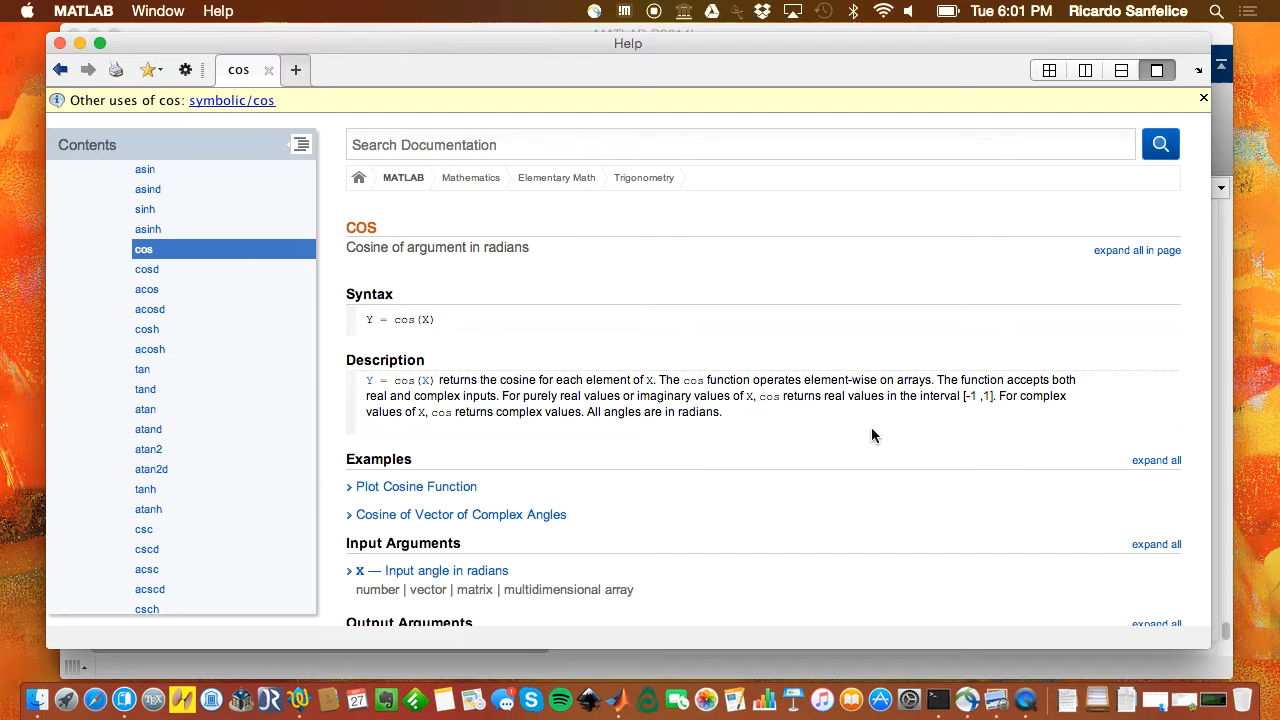 MATLAB Window Help Tue 6:01 PM Ricardo Sanfelice
Help
cos
Other uses of cos: symbolic/cos
Contents
asin
asind
sinh
asinh
cos
cosd
acos
acosd
cosh
acosh
tan
tand
atan
atand
atan2
atan2d
tanh
atanh
csc
cscd
acsc
acscd
csch
Search Documentation
MATLAB Mathematics Elementary Math Trigonometry
cos
Cosine of argument in radians
expand all in page
Syntax
Y = cos(X)
Description
Y = cos(X) returns the cosine for each element of X. The cos function operates element-wise on arrays. The function accepts both
real and complex inputs. For purely real values or imaginary values of X, cos returns real values in the interval [-1 ,1]. For complex
values of X, cos returns complex values. All angles are in radians.
Examples expand all
Plot Cosine Function
Cosine of Vector of Complex Angles
Input Arguments expand all
X — Input angle in radians
number | vector | matrix | multidimensional array
Output Arguments expand all